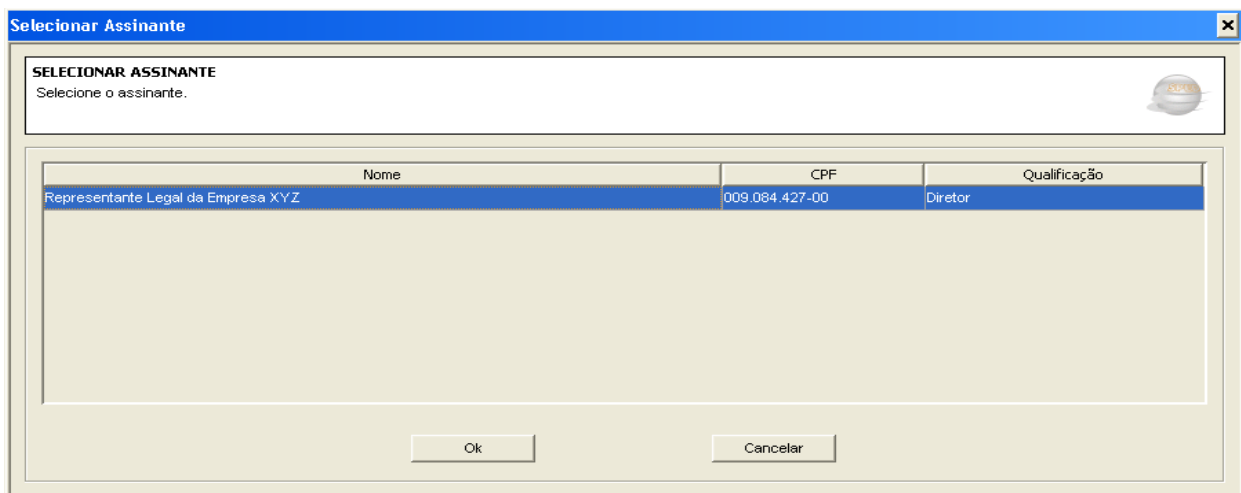 Selecionar Assinante
SELECIONAR ASSINANTE
Selecione o assinante.
Nome CPF Qualificação
Representante Legal da Empresa XYZ 009.084.427-00 Diretor
Ok Cancelar